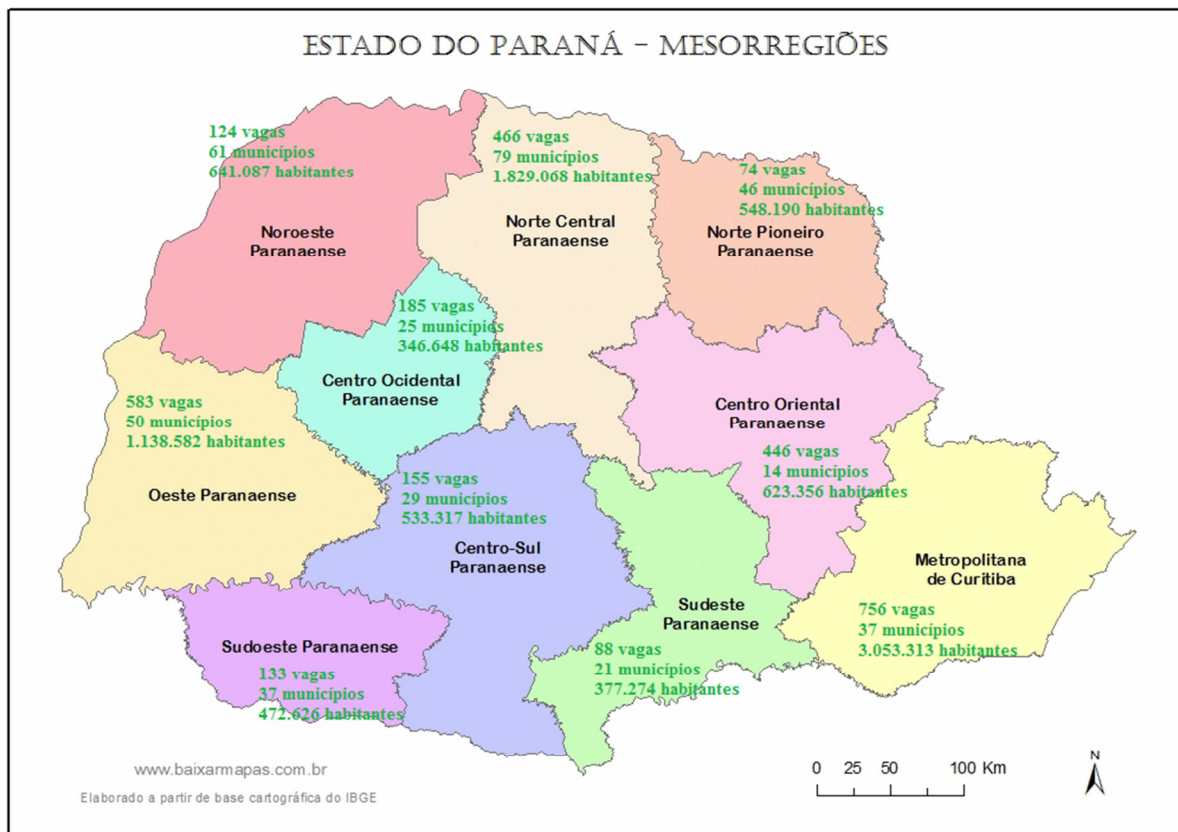 ESTADO DO PARANÁ - MESORREGIÕES
124 vagas
61 municípios
641.087 habitantes
Noroeste
Paranaense
466 vagas
79 municípios
1.829.068 habitantes
Norte Central
Paranaense
74 vagas
46 municípios
548.190 habitantes
Norte Pioneiro
Paranaense
185 vagas
25 municípios
346.648 habitantes
Centro Ocidental
Paranaense
583 vagas
50 municípios
1.138.582 habitantes
Oeste Paranaense
Centro Oriental
Paranaense
446 vagas
14 municípios
623.356 habitantes
155 vagas
29 municípios
533.317 habitantes
Centro-Sul
Paranaense
Metropolitana
de Curitiba
756 vagas
37 municípios
3.053.313 habitantes
Sudeste
Paranaense
88 vagas
21 municípios
377.274 habitantes
Sudoeste Paranaense
133 vagas
37 municípios
472.626 habitantes
www.baixarmapas.com.br
Elaborado a partir de base cartográfica do IBGE
0 25 50 100 Km
N